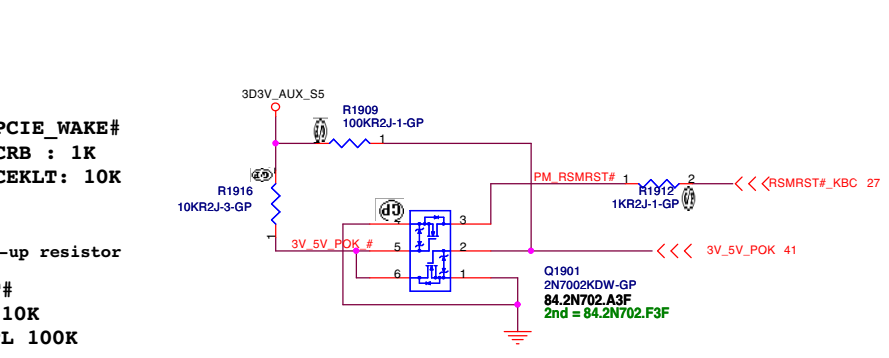 3D3V_AUX_S5
R1909
100KR2J-1-GP
1
PCIE_WAKE#
CRB : 1K
CEKLT: 10K
R1916
10KR2J-3-GP
1
PM_RSMRST#
1
2
RSMRST#_KBC 27
R1912
1KR2J-1-GP
3
3V_5V_POK_#
5
2
3V_5V_POK 41
6
1
-up resistor
#
10K
L 100K
Q1901
2N7002KDW-GP
84.2N702.A3F
2nd = 84.2N702.F3F